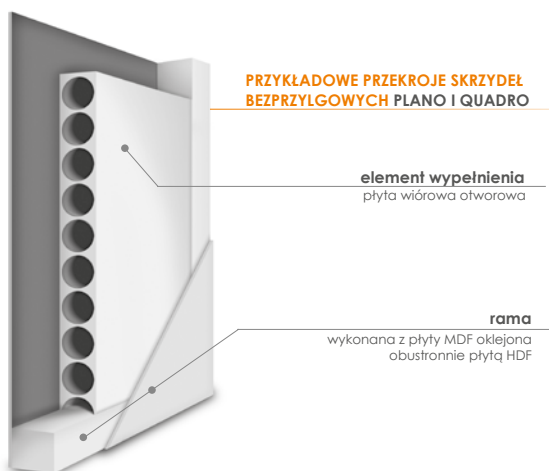 PRZYKŁADOWE PRZEKROJE SKRZYDEŁ
BEZPRZYLGOWYCH PLANO I QUADRO
element wypełnienia
płyta wiórowa otworowa
rama
wykonana z płyty MDF oklejona
obustronnie płytą HDF